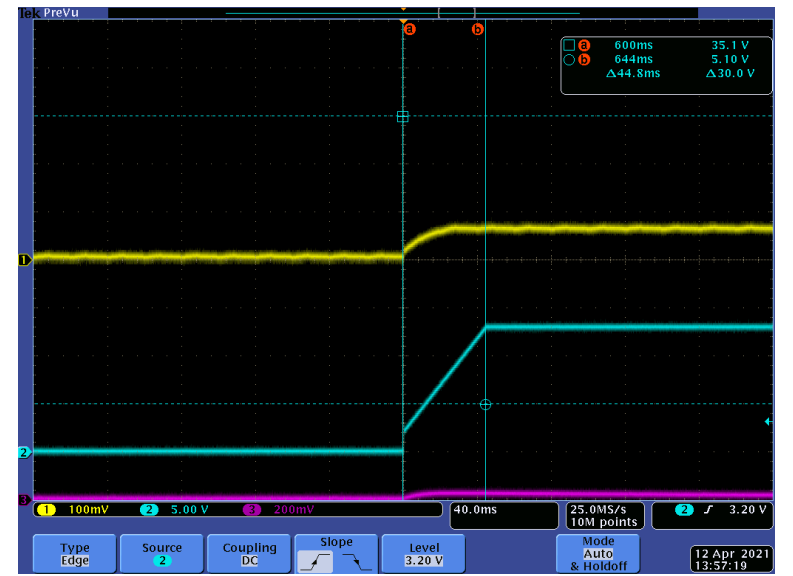 Tek PreVu
a b
a 600ms 35.1 V
b 644ms 5.10 V
Δ44.8ms Δ30.0 V
1
2
3
1 100mV 2 5.00 V 3 200mV
40.0ms
25.0MS/s
10M points
2 3.20 V
Type
Edge
Source
2
Coupling
DC
Slope
Level
3.20 V
Mode
Auto
& Holdoff
12 Apr 2021
13:57:19